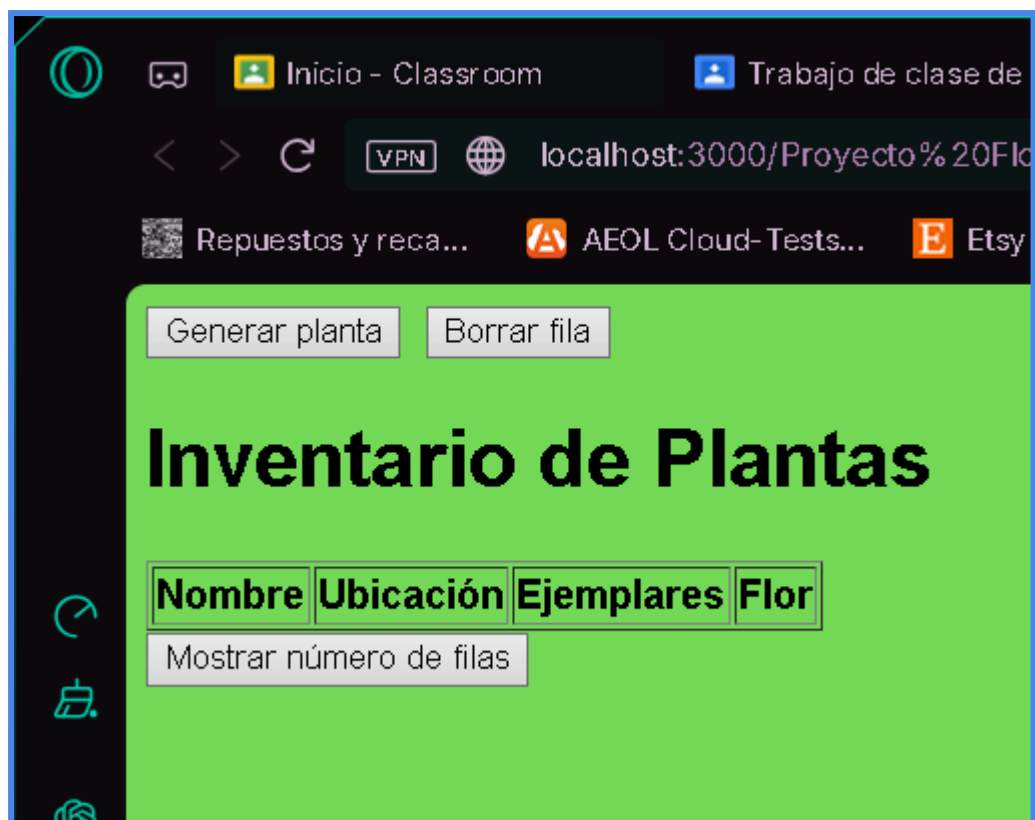 Inicio - Classroom Trabajo de clase de
VPN localhost:3000/Proyecto%20Flo
Repuestos y reca... AEOL Cloud-Tests... E Etsy
Generar planta Borrar fila
Inventario de Plantas
Nombre Ubicación Ejemplares Flor
Mostrar número de filas